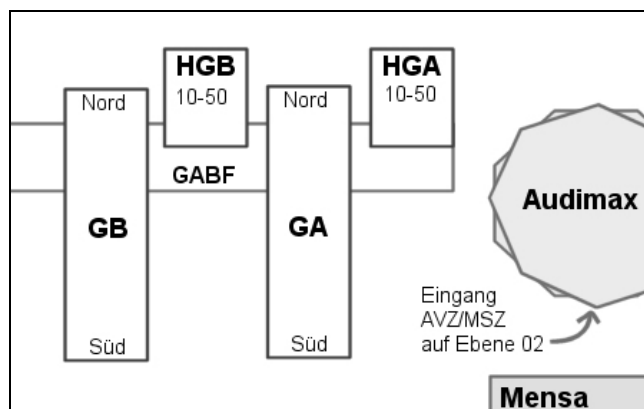 HGB
10-50
HGA
10-50
Nord
Nord
GABF
GB
GA
Audimax
Süd
Süd
Eingang
AVZ/MSZ
auf Ebene 02
Mensa